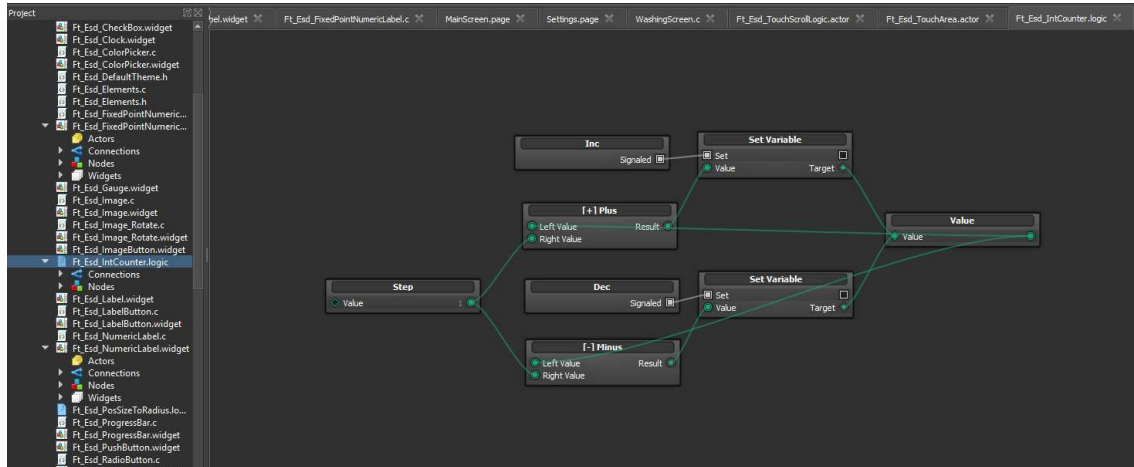 Project
bel.widget
Ft_Esd_FixedPointNumericLabel.c
MainScreen.page
Settings.page
WashingScreen.c
Ft_Esd_TouchScrollLogic.actor
Ft_Esd_TouchArea.actor
Ft_Esd_IntCounter.logic
Ft_Esd_CheckBox.widget
Ft_Esd_Clock.widget
Ft_Esd_ColorPicker.c
Ft_Esd_ColorPicker.widget
Ft_Esd_DefaultTheme.h
Ft_Esd_Elements.c
Ft_Esd_Elements.h
Ft_Esd_FixedPointNumeric...
Ft_Esd_FixedPointNumeric...
Actors
Connections
Nodes
Widgets
Ft_Esd_Gauge.widget
Ft_Esd_Image.c
Ft_Esd_Image.widget
Ft_Esd_Image_Rotate.c
Ft_Esd_Image_Rotate.widget
Ft_Esd_ImageButton.widget
Ft_Esd_IntCounter.logic
Connections
Nodes
Ft_Esd_Label.widget
Ft_Esd_LabelButton.c
Ft_Esd_LabelButton.widget
Ft_Esd_NumericLabel.c
Ft_Esd_NumericLabel.widget
Actors
Connections
Nodes
Widgets
Ft_Esd_PosSizeToRadius.lo...
Ft_Esd_ProgressBar.c
Ft_Esd_ProgressBar.widget
Ft_Esd_PushButton.widget
Ft_Esd_RadioButton.c
Inc
Signaled
Set Variable
Set
Value
Target
[+] Plus
Left Value
Result
Right Value
Value
Value
Step
Value
1
Dec
Signaled
Set Variable
Set
Value
Target
[-] Minus
Left Value
Result
Right Value